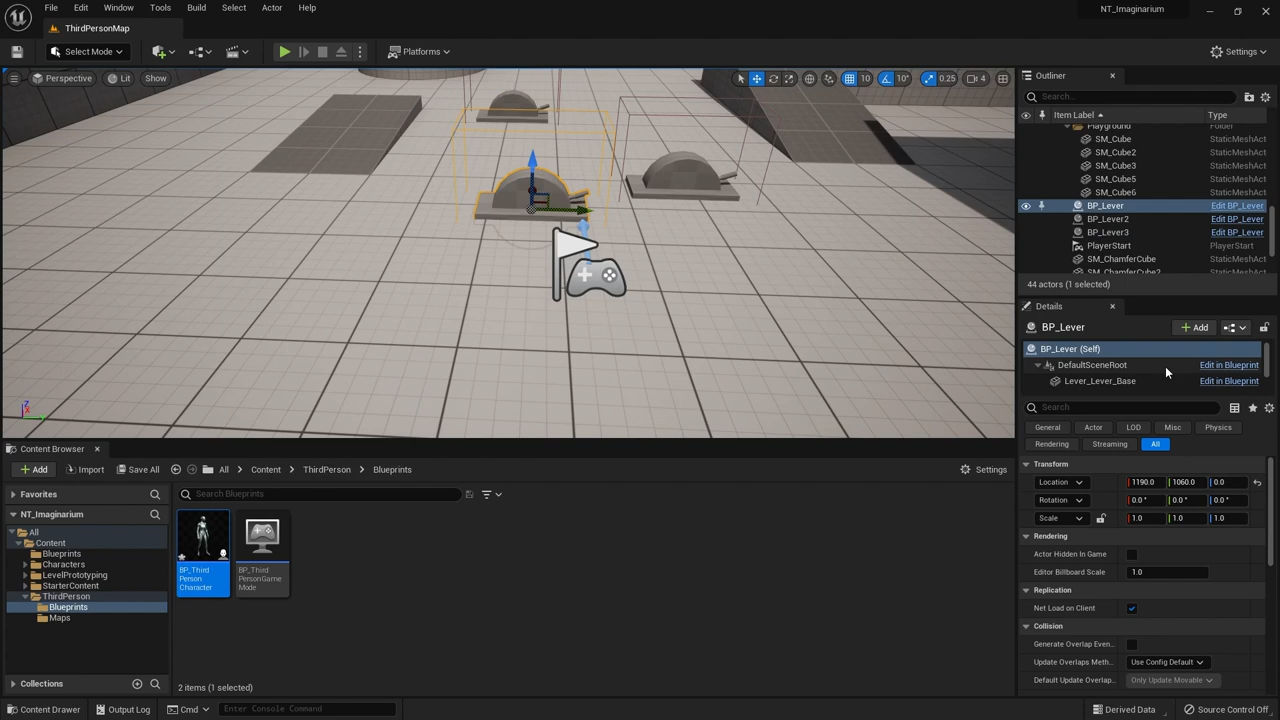 File Edit Window Tools Build Select Actor Help
NT_Imaginarium
ThirdPersonMap
Select Mode
Platforms
Settings
Perspective Lit Show
10 10° 0.25 4
Outliner
Search...
Item Label Type
Playground Folder
SM_Cube StaticMeshAct
SM_Cube2 StaticMeshAct
SM_Cube3 StaticMeshAct
SM_Cube5 StaticMeshAct
SM_Cube6 StaticMeshAct
BP_Lever Edit BP_Lever
BP_Lever2 Edit BP_Lever
BP_Lever3 Edit BP_Lever
PlayerStart PlayerStart
SM_ChamferCube StaticMeshAct
SM_ChamferCube2 StaticMeshAct
44 actors (1 selected)
Details
BP_Lever
Add
BP_Lever (Self)
DefaultSceneRoot Edit in Blueprint
Lever_Lever_Base Edit in Blueprint
Search
General Actor LOD Misc Physics
Rendering Streaming All
Transform
Location 1190.0 1060.0 0.0
Rotation 0.0 ° 0.0 ° 0.0 °
Scale 1.0 1.0 1.0
Rendering
Actor Hidden In Game
Editor Billboard Scale 1.0
Replication
Net Load on Client
Collision
Generate Overlap Even..
Update Overlaps Meth.. Use Config Default
Default Update Overlap.. Only Update Movable
Z
Content Browser
Add Import Save All All Content ThirdPerson Blueprints Settings
Favorites
NT_Imaginarium
All
Content
Blueprints
Characters
LevelPrototyping
StarterContent
ThirdPerson
Blueprints
Maps
Collections
Search Blueprints
BP_Third
Person
Character
BP_Third
PersonGame
Mode
2 items (1 selected)
Content Drawer Output Log Cmd Enter Console Command Derived Data Source Control Off